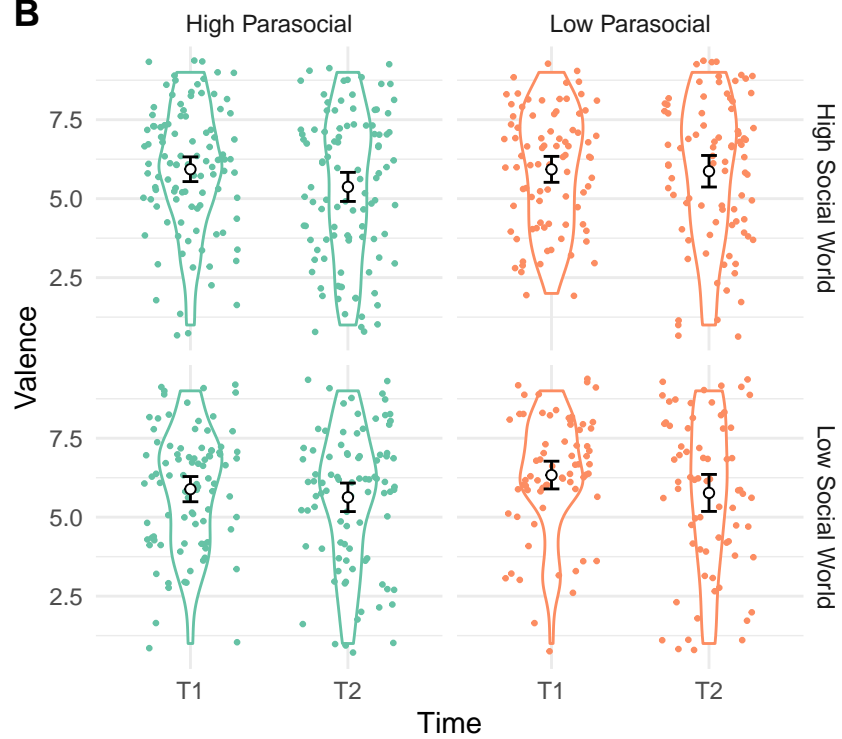 B
High Parasocial
Low Parasocial
7.5
5.0
2.5
High Social World
Valence
7.5
5.0
2.5
Low Social World
T1
T2
T1
T2
Time